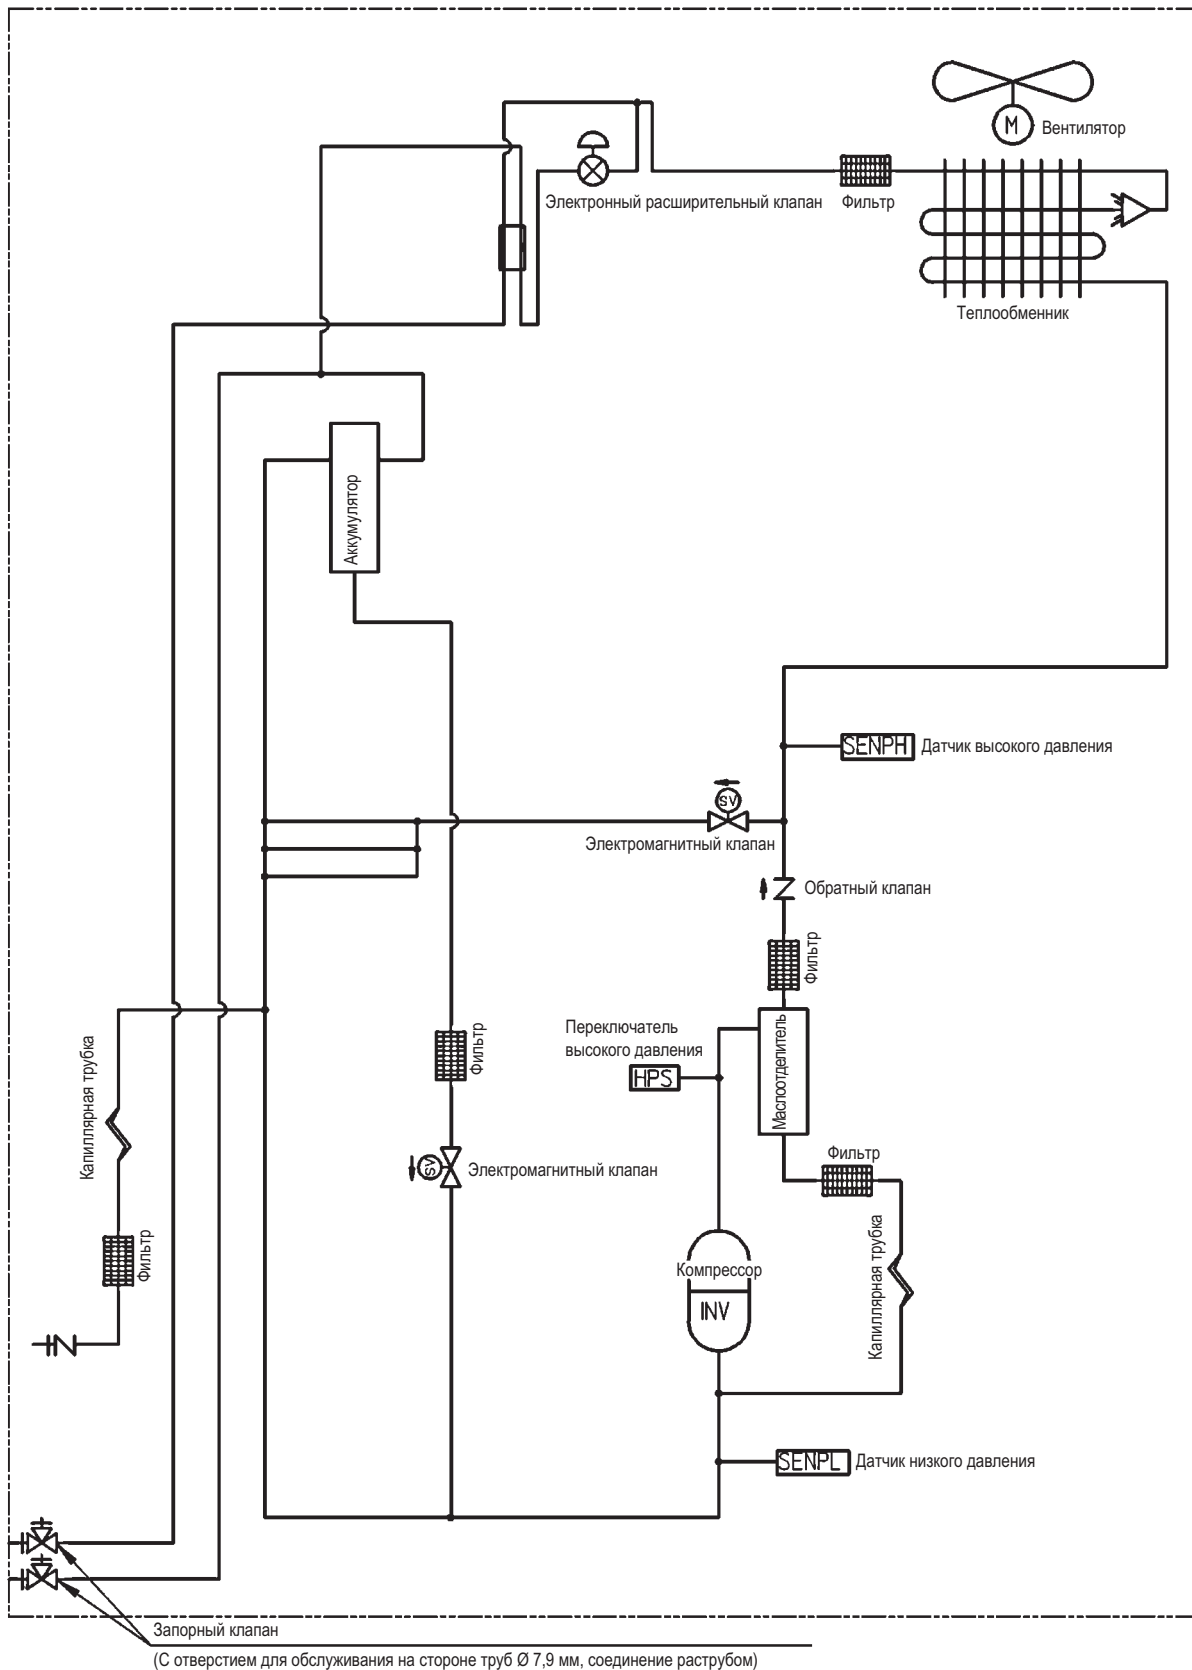 M
Вентилятор
Электронный расширительный клапан
Фильтр
Теплообменник
Аккумулятор
SENPH
Датчик высокого давления
SV
Электромагнитный клапан
Обратный клапан
Фильтр
Переключатель
высокого давления
HPS
Маслоотделитель
Фильтр
Капиллярная трубка
SV
Электромагнитный клапан
Фильтр
Капиллярная трубка
Фильтр
Компрессор
INV
SENPL
Датчик низкого давления
Запорный клапан
(С отверстием для обслуживания на стороне труб Ø 7,9 мм, соединение раструбом)